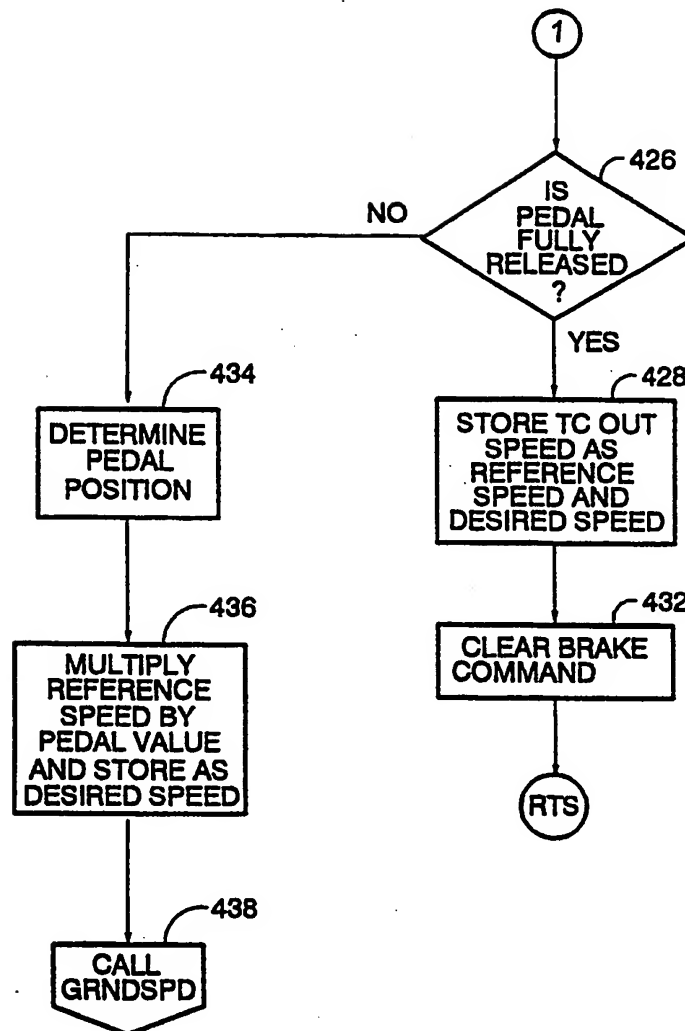 1
426
IS
PEDAL
FULLY
RELEASED
?
NO
YES
434
DETERMINE
PEDAL
POSITION
428
STORE TC OUT
SPEED AS
REFERENCE
SPEED AND
DESIRED SPEED
436
MULTIPLY
REFERENCE
SPEED BY
PEDAL VALUE
AND STORE AS
DESIRED SPEED
432
CLEAR BRAKE
COMMAND
RTS
438
CALL
GRNDSPD